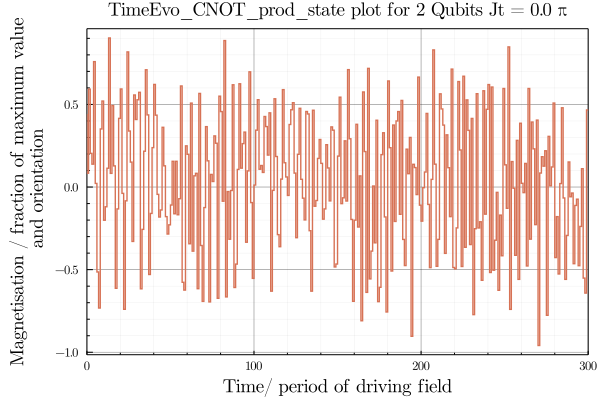 TimeEvo_CNOT_prod_state plot for 2 Qubits Jt = 0.0 π
Magnetisation / fraction of maximum value
and orientation
0.5
0.0
−0.5
−1.0
0
100
200
300
Time/ period of driving field